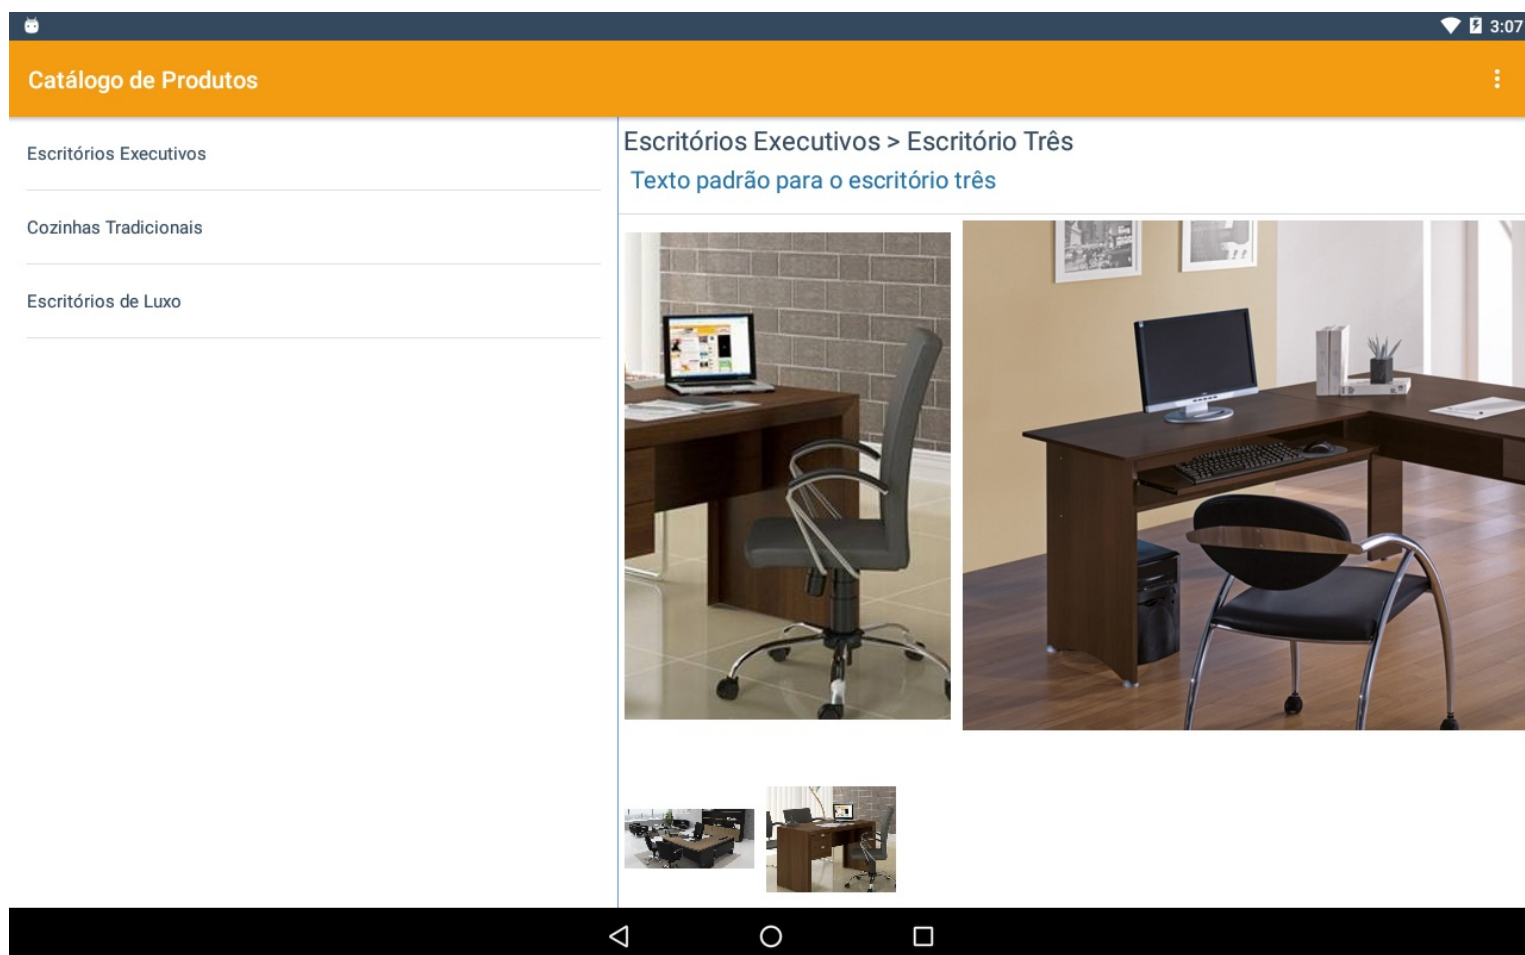 3:07
Catálogo de Produtos
Escritórios Executivos
Cozinhas Tradicionais
Escritórios de Luxo
Escritórios Executivos > Escritório Três
Texto padrão para o escritório três